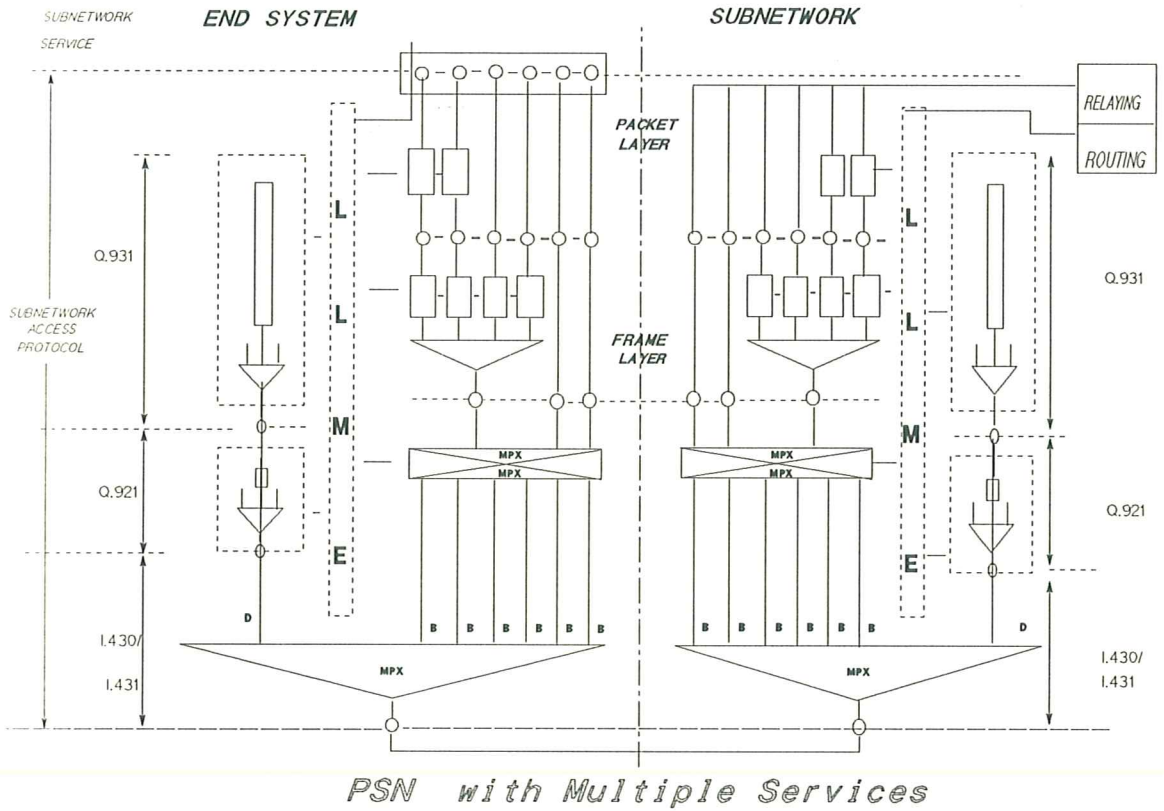 SUBNETWORK
SERVICE
END SYSTEM
SUBNETWORK
RELAYING
ROUTING
PACKET
LAYER
Q.931
SUBNETWORK
ACCESS
PROTOCOL
L
L
M
E
L
L
M
E
Q.931
FRAME
LAYER
MPX
MPX
MPX
MPX
Q.921
Q.921
D
B
B
B
B
B
B
B
B
B
B
B
B
D
I.430/
I.431
MPX
MPX
I.430/
I.431
PSN with Multiple Services